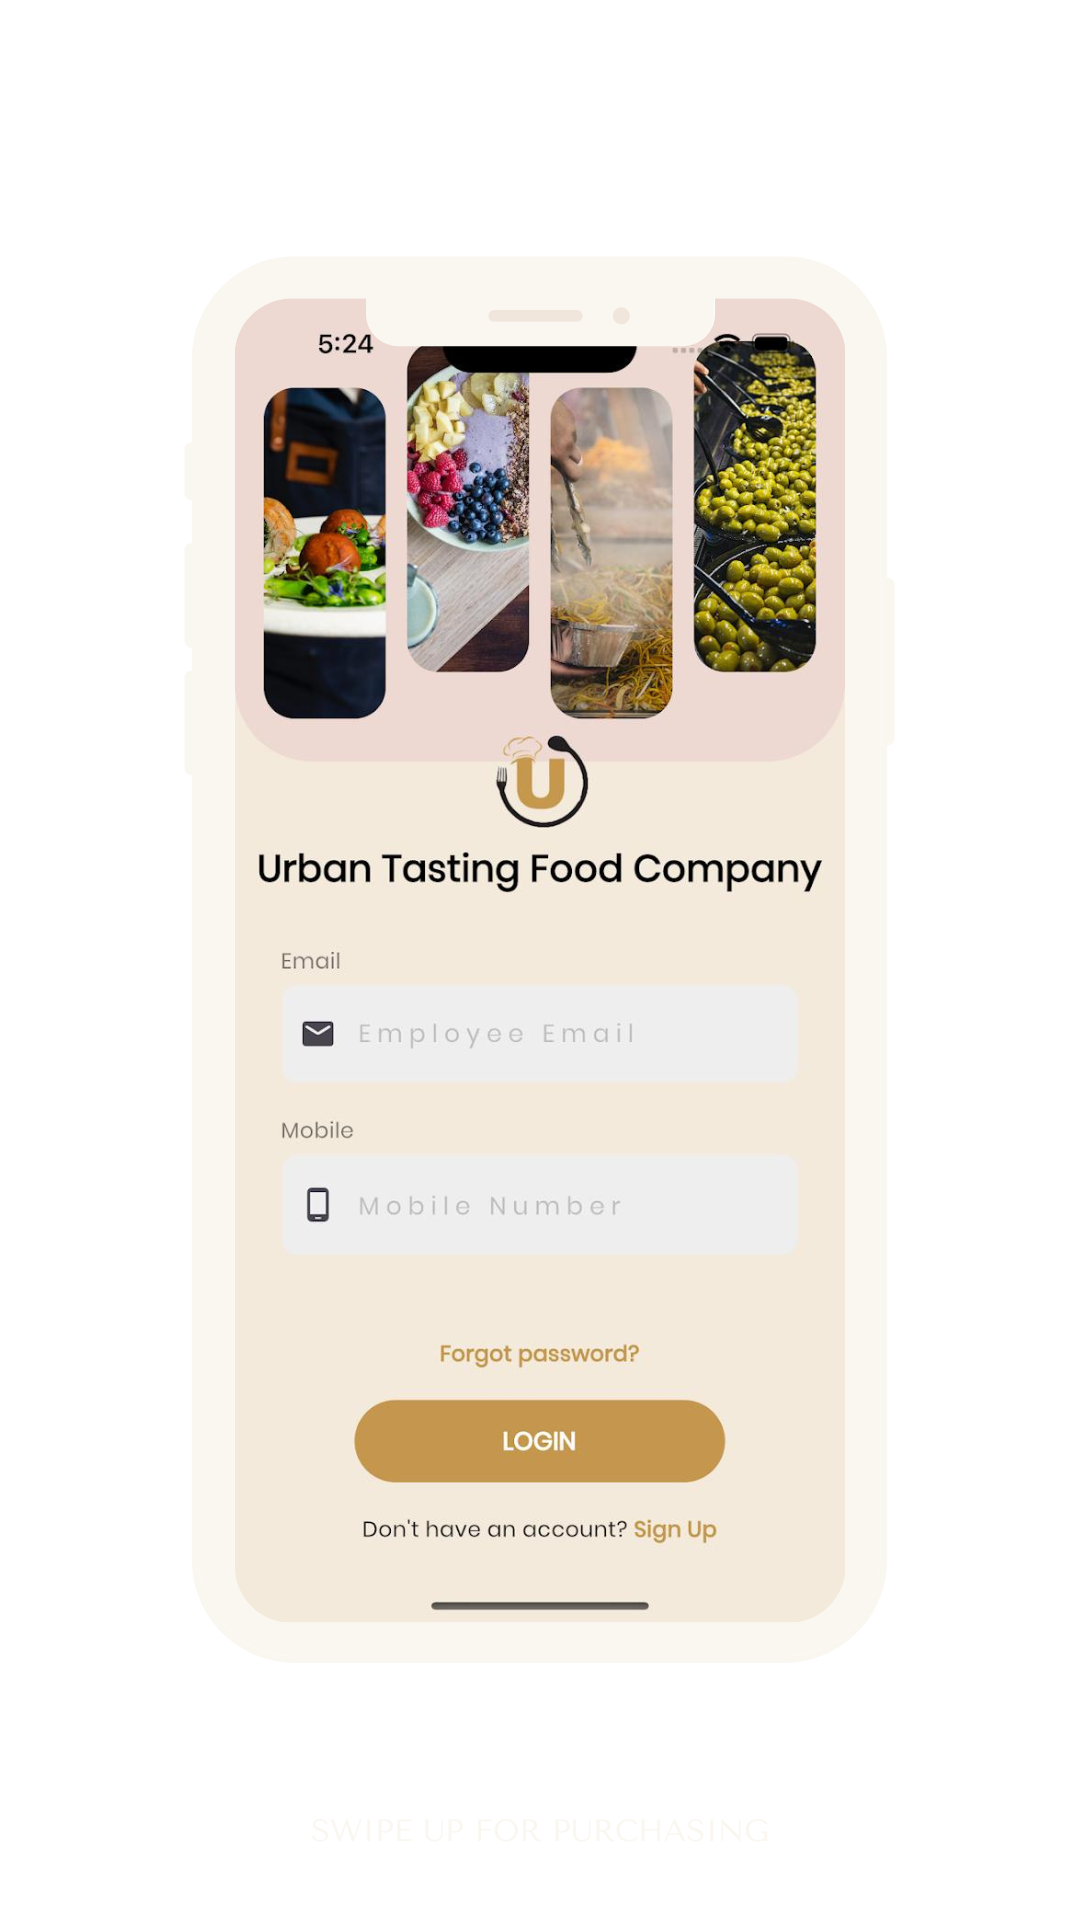 5:24
U
Urban Tasting Food Company
Email
Employee Email
Mobile
Mobile Number
Forgot password?
LOGIN
Don't have an account? Sign Up
SWIPE UP FOR PURCHASING